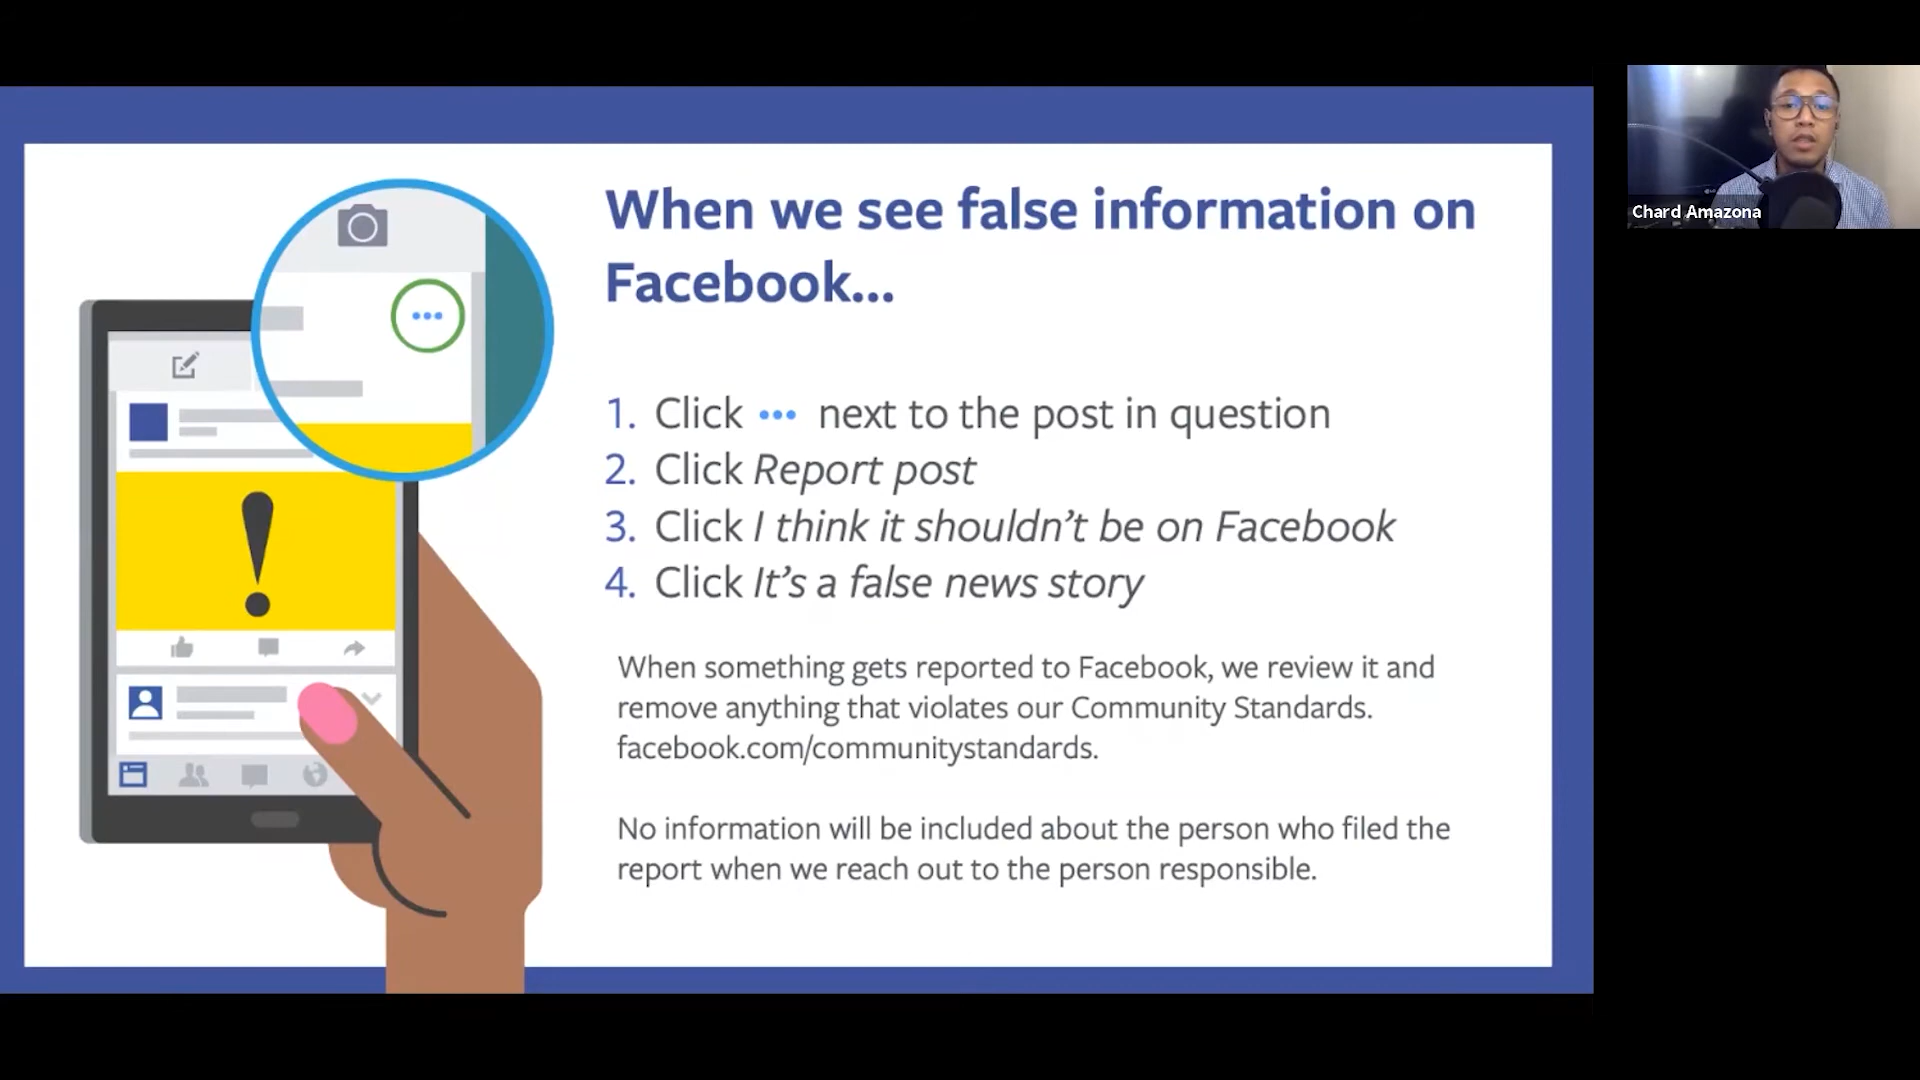 When we see false information on
Facebook...
1. Click ••• next to the post in question
2. Click Report post
3. Click I think it shouldn't be on Facebook
4. Click It's a false news story
When something gets reported to Facebook, we review it and
remove anything that violates our Community Standards.
facebook.com/communitystandards.
No information will be included about the person who filed the
report when we reach out to the person responsible.
Chard Amazona